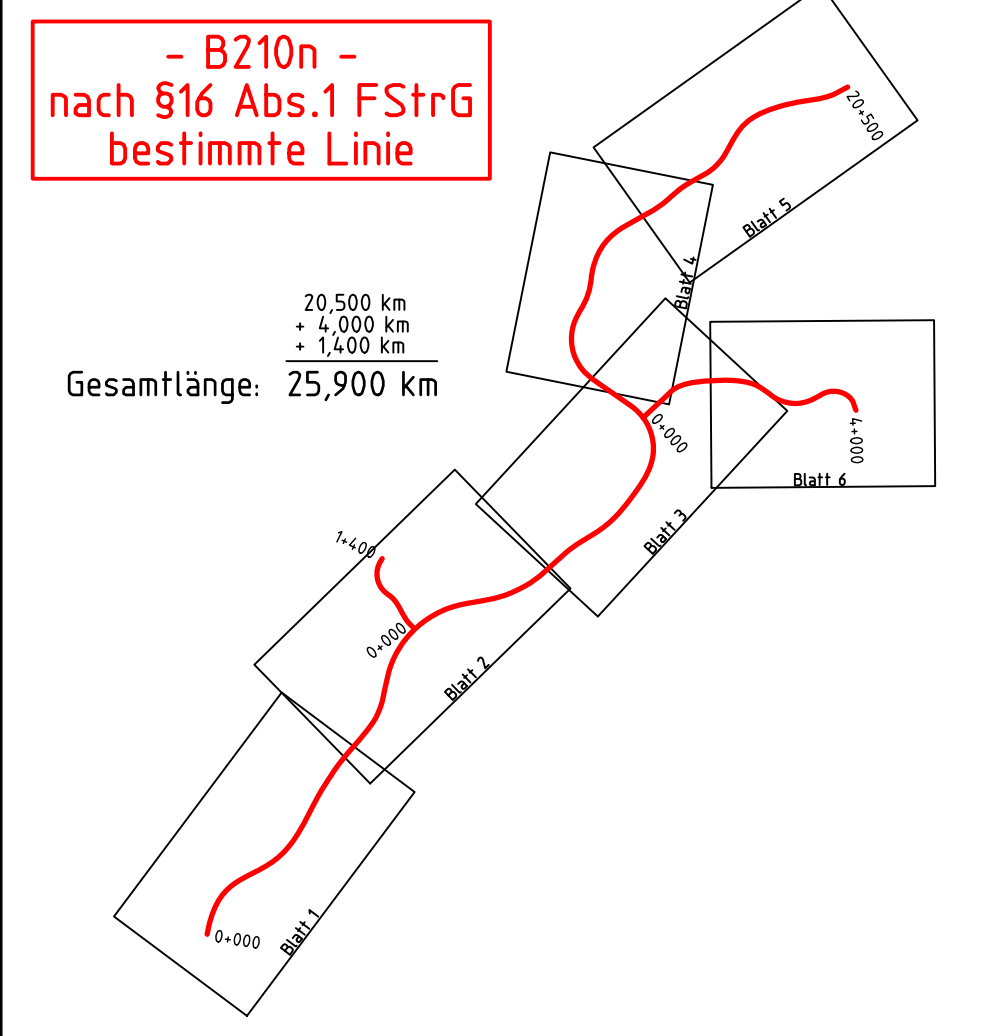 - B210n -
nach §16 Abs.1 FStrG
bestimmte Linie
20+500
Blatt 5
Blatt 4
20,500 km
+ 4,000 km
+ 1,400 km
Gesamtlänge: 25,900 km
0+000
4+000
Blatt 6
Blatt 3
1+400
0+000
Blatt 2
0+000
Blatt 1